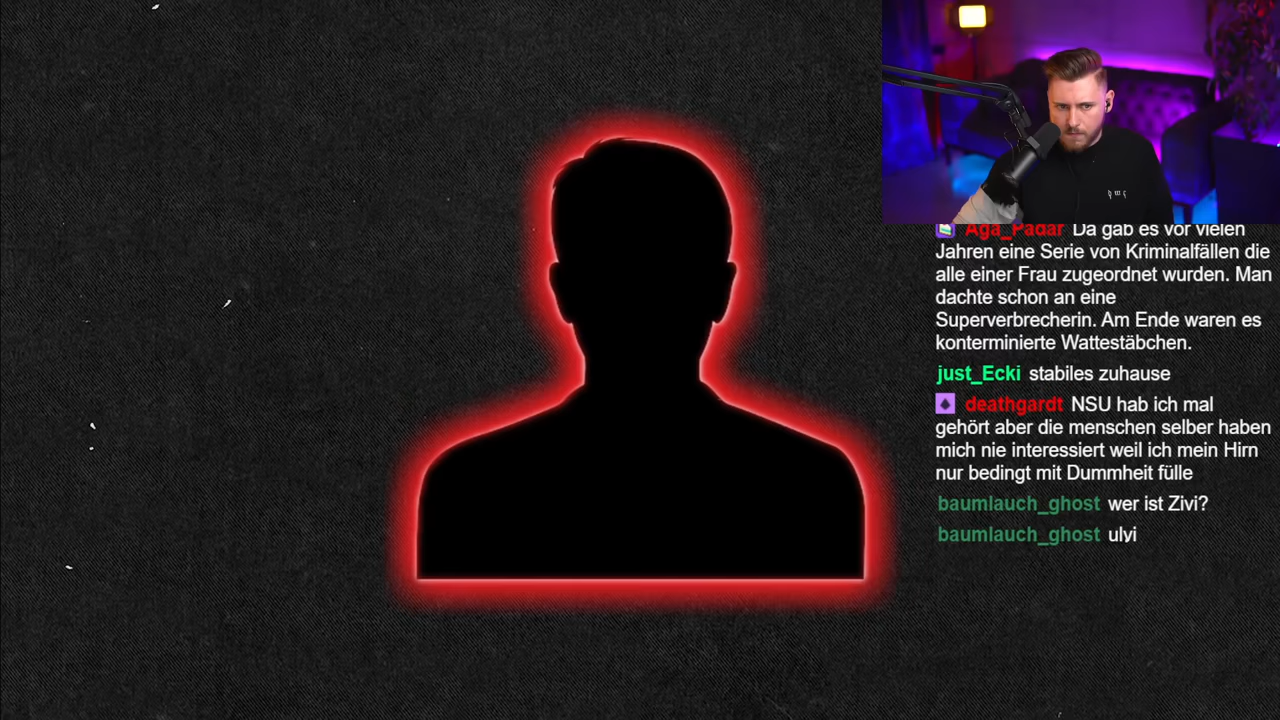 Aga_Padar Da gab es vor vielen
Jahren eine Serie von Kriminalfällen die
alle einer Frau zugeordnet wurden. Man
dachte schon an eine
Superverbrecherin. Am Ende waren es
konterminierte Wattestäbchen.
just_Ecki stabiles zuhause
deathgardt NSU hab ich mal
gehört aber die menschen selber haben
mich nie interessiert weil ich mein Hirn
nur bedingt mit Dummheit fülle
baumlauch_ghost wer ist Zivi?
baumlauch_ghost ulvi